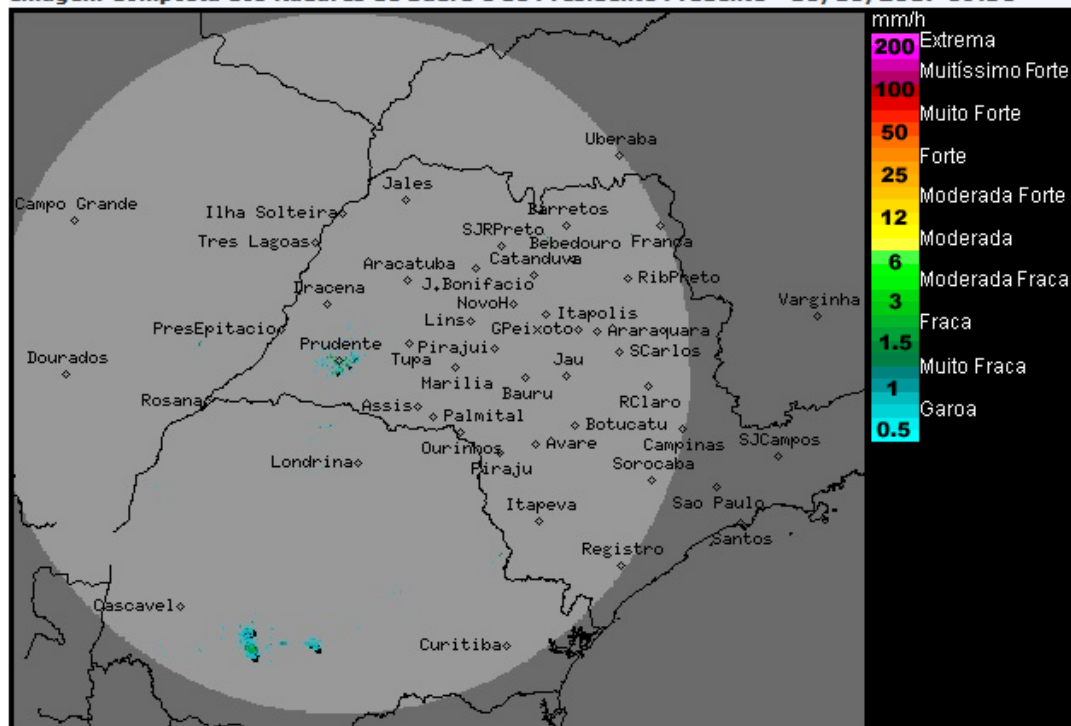 mm/h
200 Extrema
Muitíssimo Forte
100
Muito Forte
50
Forte
25
Moderada Forte
12
Moderada
6
Moderada Fraca
3
Fraca
1.5
Muito Fraca
1
Garoa
0.5
Uberaba
Jales
Campo Grande
Ilha Solteira
Barretos
SJRPreto
Tres Lagoas
Bebedouro
Franca
Catanduva
Aracatuba
RibPreto
J.Bonifacio
Dracena
NovoH
Varginha
Itapolis
Lins
PresEpitacio
GPeixoto
Araraquara
Prudente
Pirajui
SCarlos
Dourados
Tupa
Jau
Marilia
Bauru
Rosana
Assis
RClaro
Palmital
Botucatu
Ourinhos
Avare
Campinas
SJCampos
Londrina
Piraju
Sorocaba
Itapeva
Sao Paulo
Santos
Registro
Cascavel
Curitiba